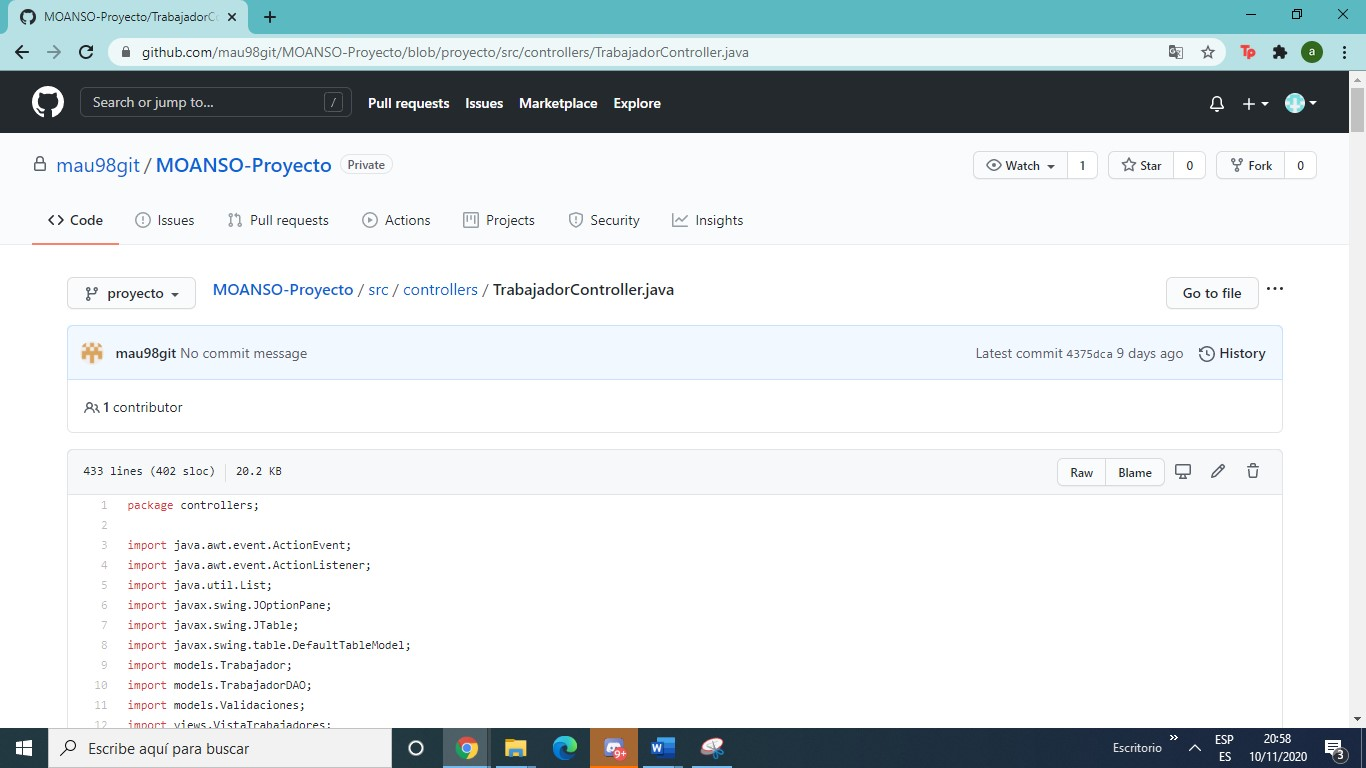 MOANSO-Proyecto/TrabajadorCo
github.com/mau98git/MOANSO-Proyecto/blob/proyecto/src/controllers/TrabajadorController.java
Tp
a
Search or jump to...
/
Pull requests Issues Marketplace Explore
mau98git / MOANSO-Proyecto Private
Watch 1 Star 0 Fork 0
Code Issues Pull requests Actions Projects Security Insights
proyecto MOANSO-Proyecto / src / controllers / TrabajadorController.java Go to file
mau98git No commit message Latest commit 4375dca 9 days ago History
1 contributor
433 lines (402 sloc) 20.2 KB Raw Blame
1 package controllers;
2
3 import java.awt.event.ActionEvent;
4 import java.awt.event.ActionListener;
5 import java.util.List;
6 import javax.swing.JOptionPane;
7 import javax.swing.JTable;
8 import javax.swing.table.DefaultTableModel;
9 import models.Trabajador;
10 import models.TrabajadorDAO;
11 import models.Validaciones;
12 import views.VistaTrabajadores;
Escribe aquí para buscar
9+
W
Escritorio
ESP
ES
20:58
10/11/2020
3